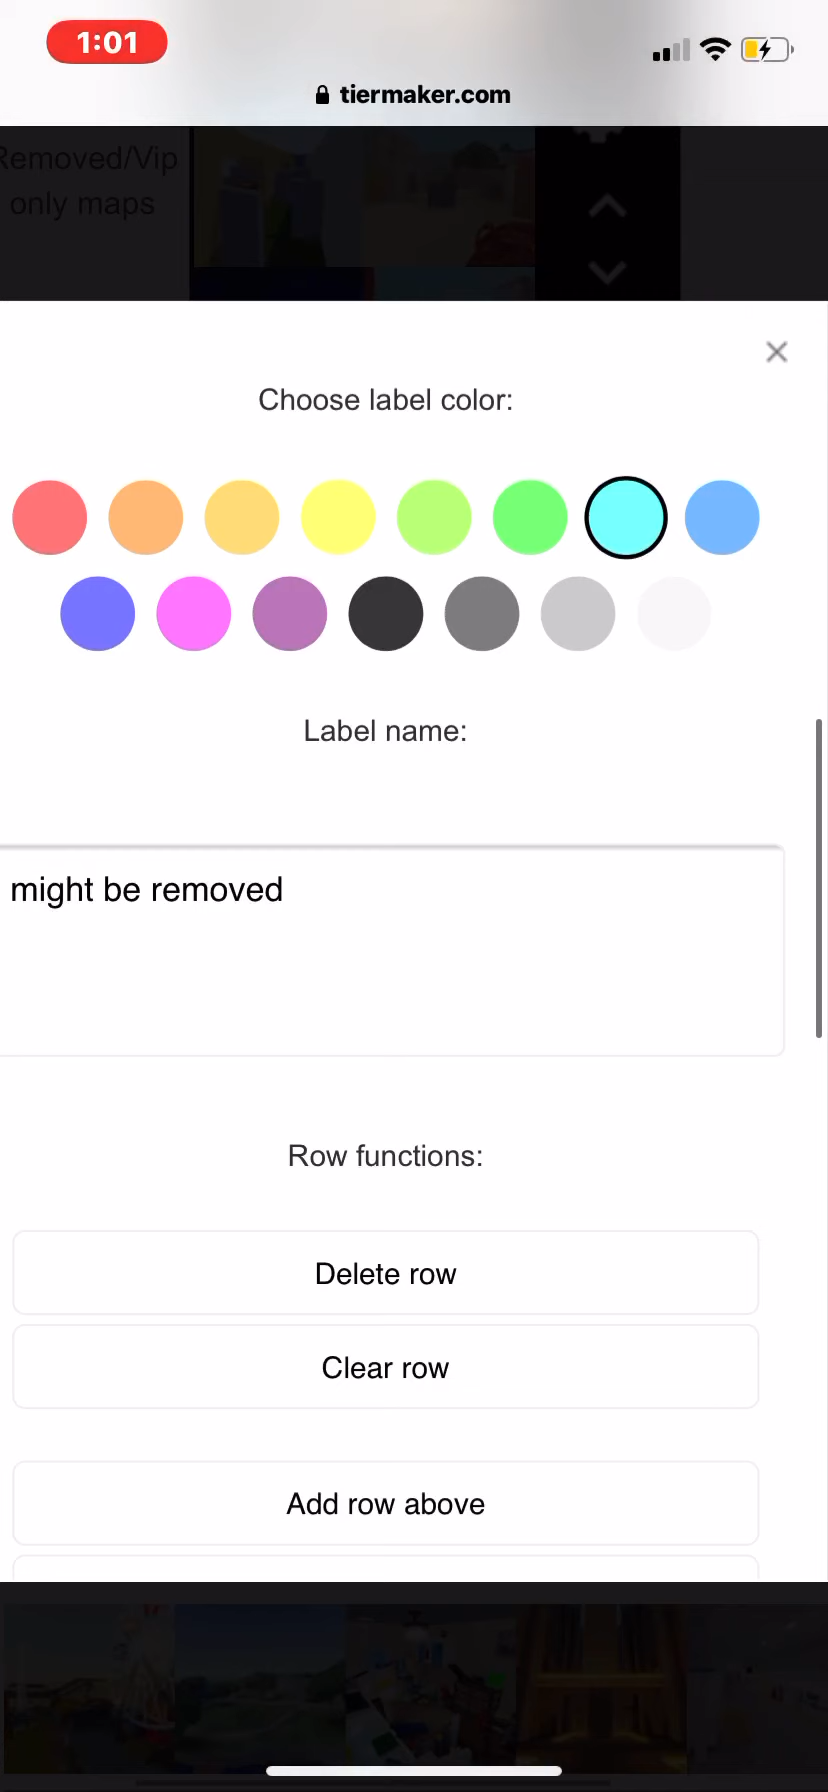 1:01
tiermaker.com
Removed/Vip
only maps
Choose label color:
Label name:
might be removed
Row functions:
Delete row
Clear row
Add row above